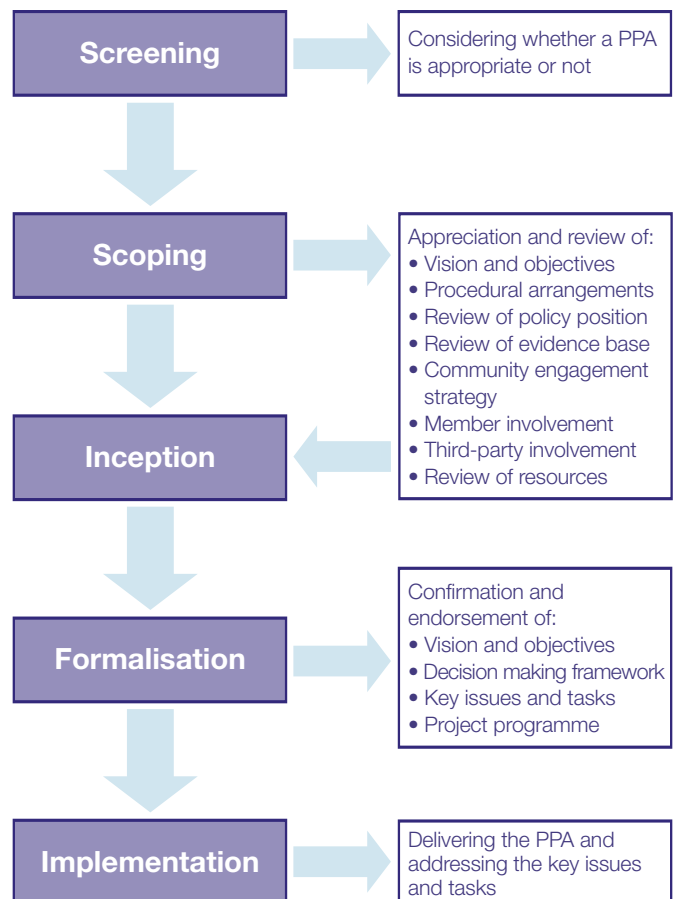 Screening
Considering whether a PPA
is appropriate or not
Scoping
Appreciation and review of:
• Vision and objectives
• Procedural arrangements
• Review of policy position
• Review of evidence base
• Community engagement
strategy
• Member involvement
• Third-party involvement
• Review of resources
Inception
Formalisation
Confirmation and
endorsement of:
• Vision and objectives
• Decision making framework
• Key issues and tasks
• Project programme
Implementation
Delivering the PPA and
addressing the key issues
and tasks